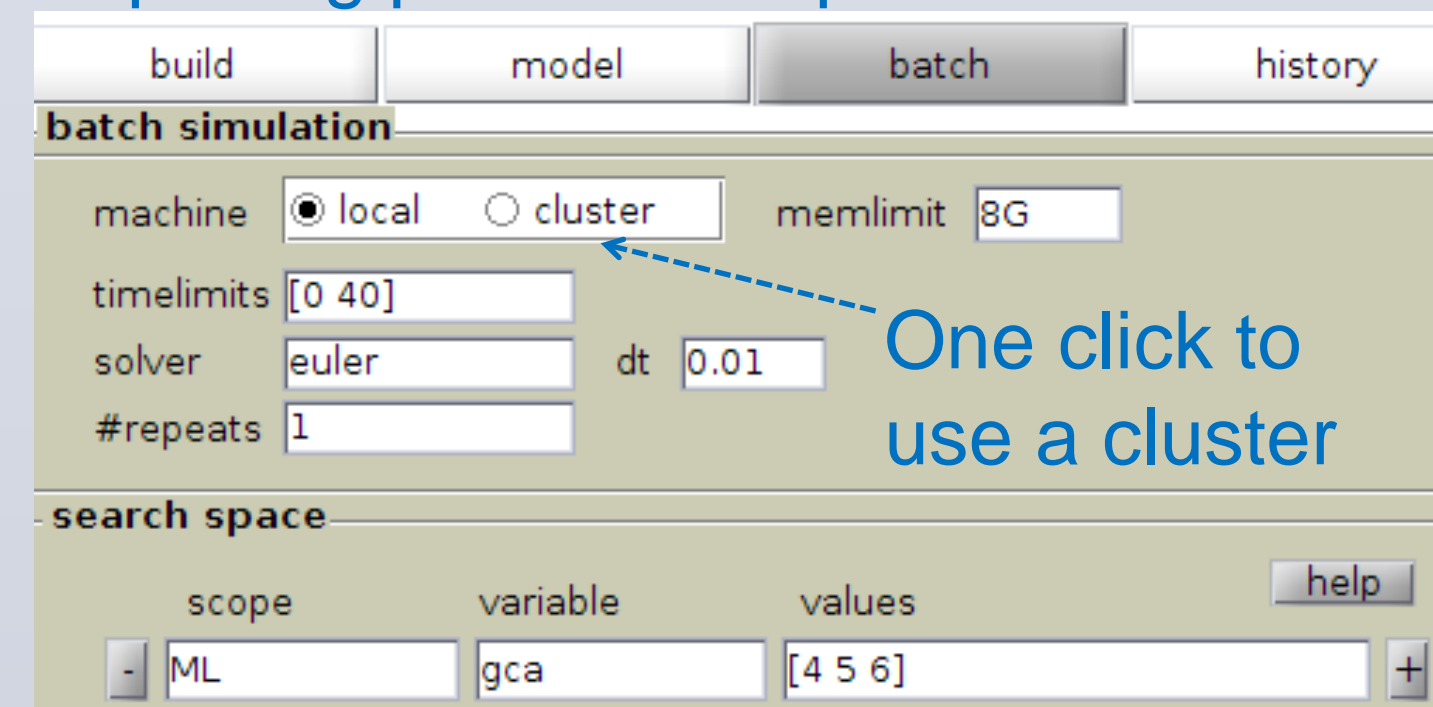 build model batch history
batch simulation
machine local cluster memlimit 8G
timelimits [0 40]
solver euler dt 0.01
#repeats 1
One click to
use a cluster
search space
help
scope variable values
- ML gca [4 5 6] +